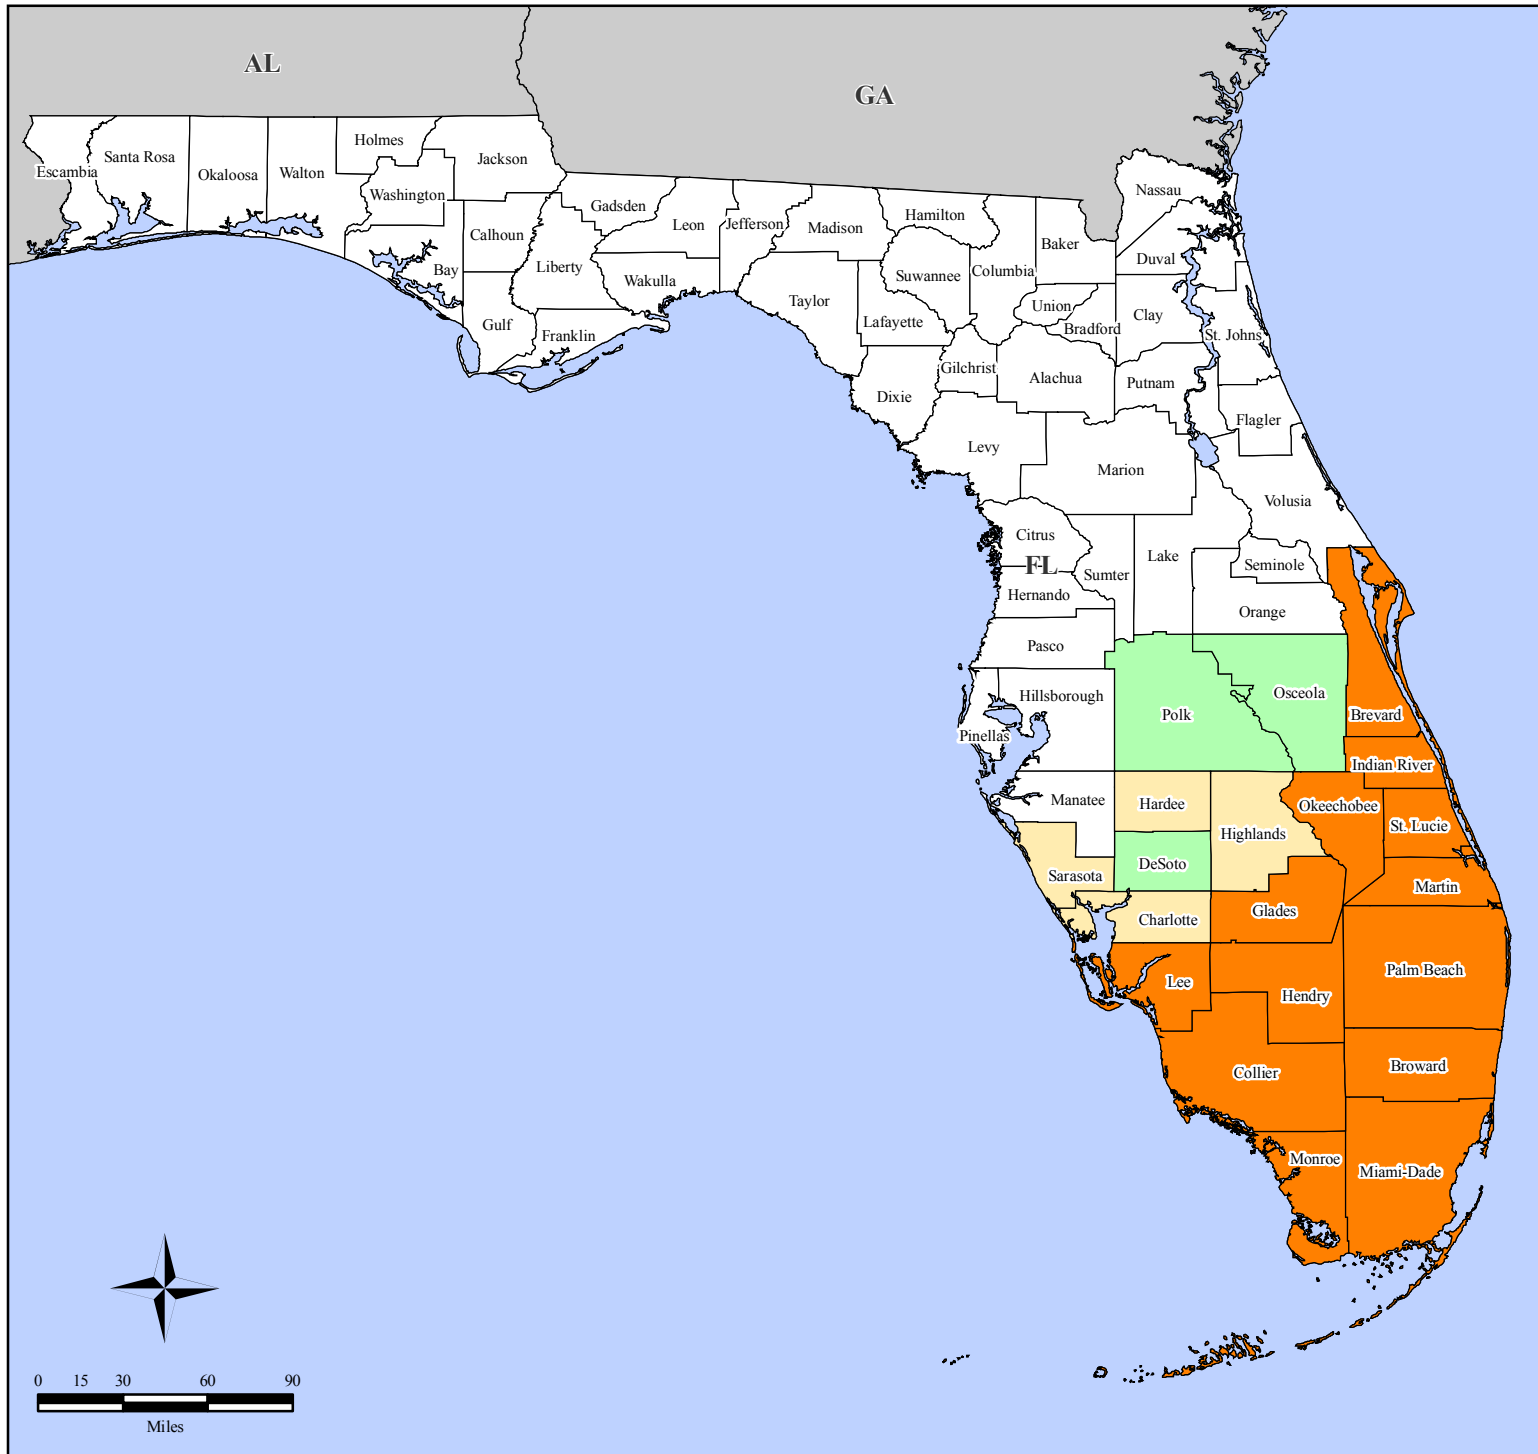 AL
GA
Holmes
Jackson
Santa Rosa
Escambia
Okaloosa
Walton
Washington
Nassau
Gadsden
Hamilton
Leon
Jefferson
Madison
Calhoun
Baker
Duval
Bay
Liberty
Columbia
Suwannee
Wakulla
Taylor
Union
Clay
Gulf
Lafayette
Bradford
Franklin
St. Johns
Gilchrist
Alachua
Putnam
Dixie
Flagler
Levy
Marion
Volusia
Citrus
Lake
FL
Seminole
Sumter
Hernando
Orange
Pasco
Osceola
Hillsborough
Polk
Brevard
Pinellas
Indian River
Manatee
Hardee
Okeechobee
St. Lucie
Highlands
DeSoto
Sarasota
Martin
Glades
Charlotte
Palm Beach
Lee
Hendry
Broward
Collier
Monroe
Miami-Dade
0 15 30 60 90
Miles